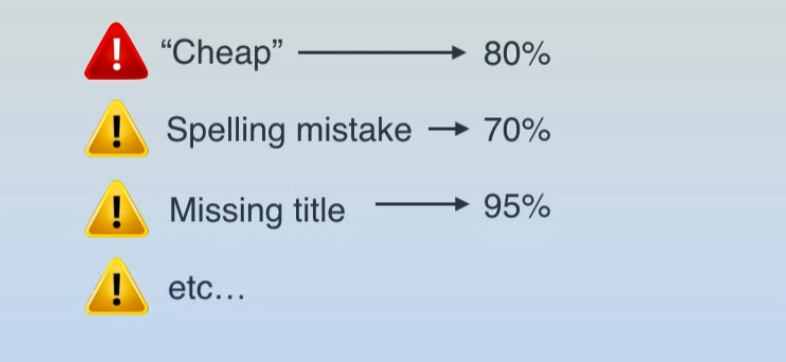 “Cheap” 80%
Spelling mistake 70%
Missing title 95%
etc...